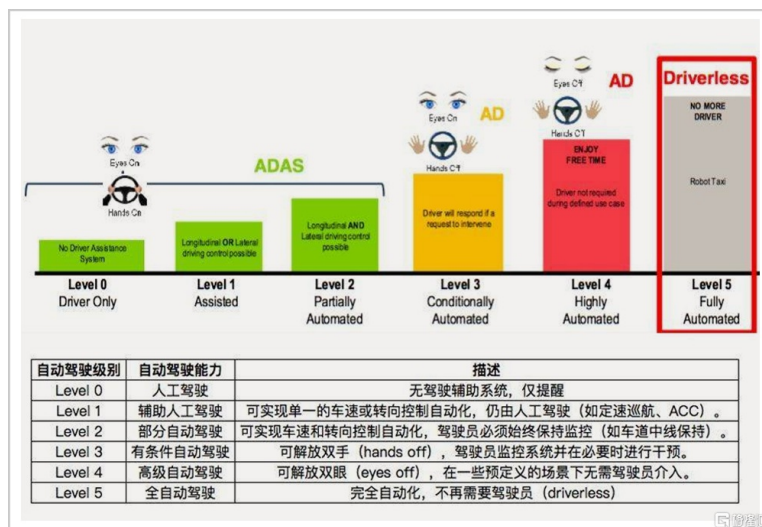 Driverless
Eyes Off
AD
NO MORE
DRIVER
Eyes On
AD
Hands Off
ENJOY
FREE TIME
Robot Taxi
Eyes On
ADAS
Hands Off
Driver not required
during defined use case
Hands On
Longitudinal AND
Lateral driving control
possible
Driver will respond if a
request to intervene
No Driver Assistance
System
Longitudinal OR Lateral
driving control possible
Level 0
Driver Only
Level 1
Assisted
Level 2
Partially
Automated
Level 3
Conditionally
Automated
Level 4
Highly
Automated
Level 5
Fully
Automated
自动驾驶级别 自动驾驶能力 描述
Level 0 人工驾驶 无驾驶辅助系统，仅提醒
Level 1 辅助人工驾驶 可实现单一的车速或转向控制自动化，仍由人工驾驶（如定速巡航、ACC）。
Level 2 部分自动驾驶 可实现车速和转向控制自动化，驾驶员必须始终保持监控（如车道中线保持）。
Level 3 有条件自动驾驶 可解放双手（hands off），驾驶员监控系统并在必要时进行干预。
Level 4 高级自动驾驶 可解放双眼（eyes off），在一些预定义的场景下无需驾驶员介入。
Level 5 全自动驾驶 完全自动化，不再需要驾驶员（driverless）